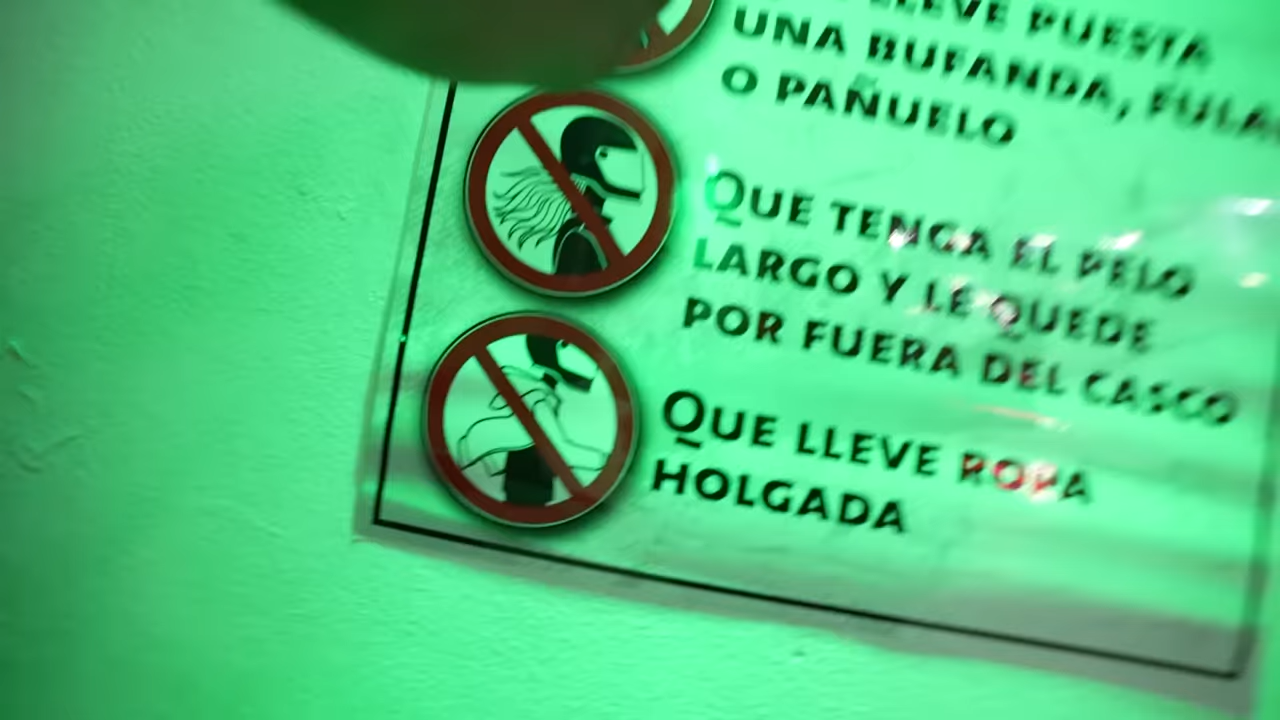 LLEVE PUESTA
UNA BUFANDA,
O PAÑUELO
QUE TENGA EL PELO
LARGO Y LE QUEDE
POR FUERA DEL CASCO
QUE LLEVE ROPA
HOLGADA